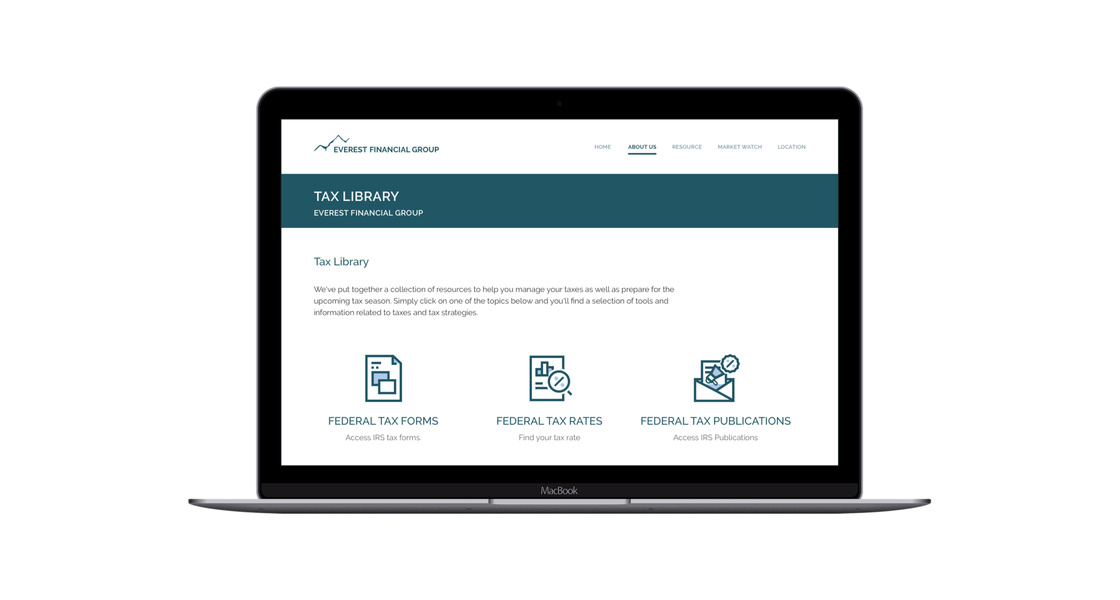 EVEREST FINANCIAL GROUP
HOME ABOUT US RESOURCE MARKET WATCH LOCATION
TAX LIBRARY
EVEREST FINANCIAL GROUP
Tax Library
We've put together a collection of resources to help you manage your taxes as well as prepare for the
upcoming tax season. Simply click on one of the topics below and you'll find a selection of tools and
information related to taxes and tax strategies.
FEDERAL TAX FORMS FEDERAL TAX RATES FEDERAL TAX PUBLICATIONS
Access IRS tax forms. Find your tax rate Access IRS Publications
MacBook